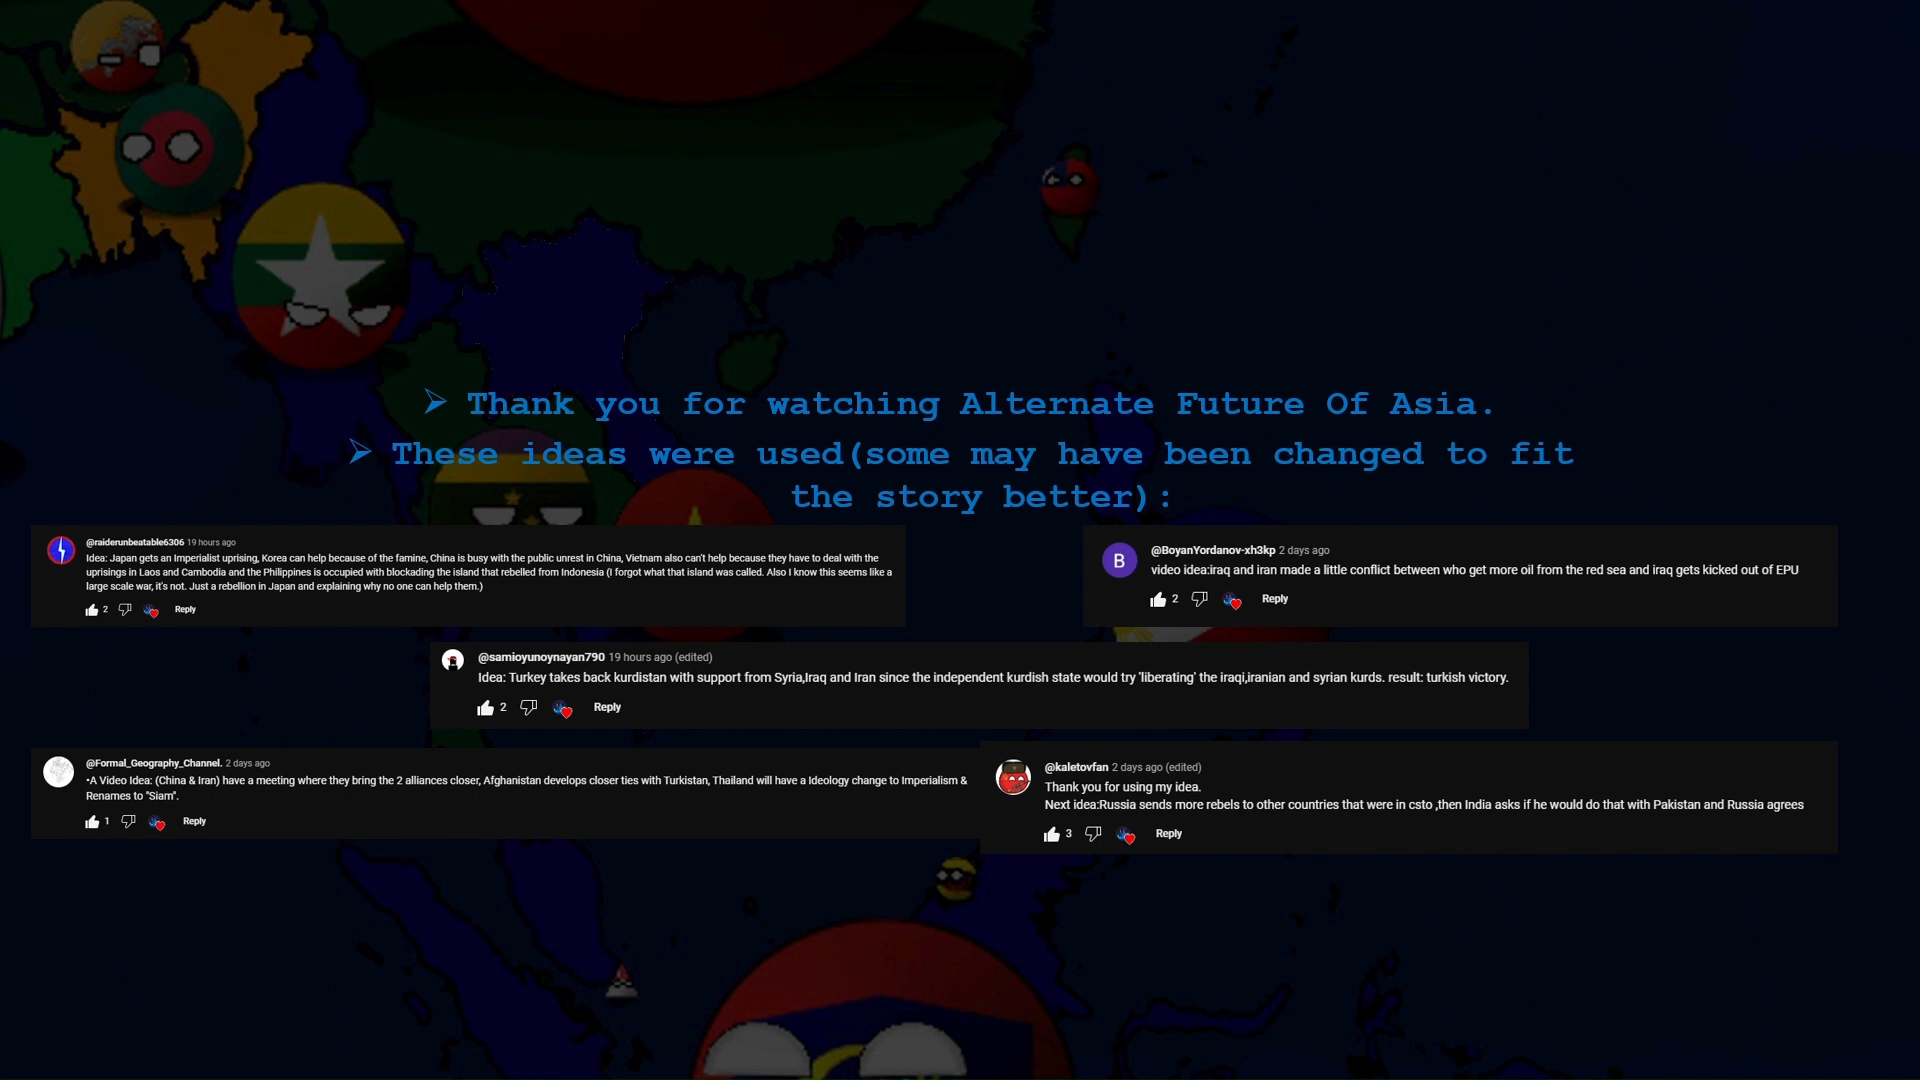 ➢ Thank you for watching Alternate Future Of Asia.
➢ These ideas were used(some may have been changed to fit
the story better):
@raiderunbeatable6306 19 hours ago
Idea: Japan gets an Imperialist uprising, Korea can help because of the famine, China is busy with the public unrest in China, Vietnam also can't help because they have to deal with the
uprisings in Laos and Cambodia and the Philippines is occupied with blockading the island that rebelled from Indonesia (I forgot what that island was called. Also I know this seems like a
large scale war, it's not. Just a rebellion in Japan and explaining why no one can help them.)
2 Reply
B
@BoyanYordanov-xh3kp 2 days ago
video idea:iraq and iran made a little conflict between who get more oil from the red sea and iraq gets kicked out of EPU
2 Reply
@samioyunoynayan790 19 hours ago (edited)
Idea: Turkey takes back kurdistan with support from Syria,Iraq and Iran since the independent kurdish state would try 'liberating' the iraqi,iranian and syrian kurds. result: turkish victory.
2 Reply
@Formal_Geography_Channel. 2 days ago
•A Video Idea: (China & Iran) have a meeting where they bring the 2 alliances closer, Afghanistan develops closer ties with Turkistan, Thailand will have a Ideology change to Imperialism &
Renames to "Siam".
1 Reply
@kaletovfan 2 days ago (edited)
Thank you for using my idea.
Next idea:Russia sends more rebels to other countries that were in csto ,then India asks if he would do that with Pakistan and Russia agrees
3 Reply